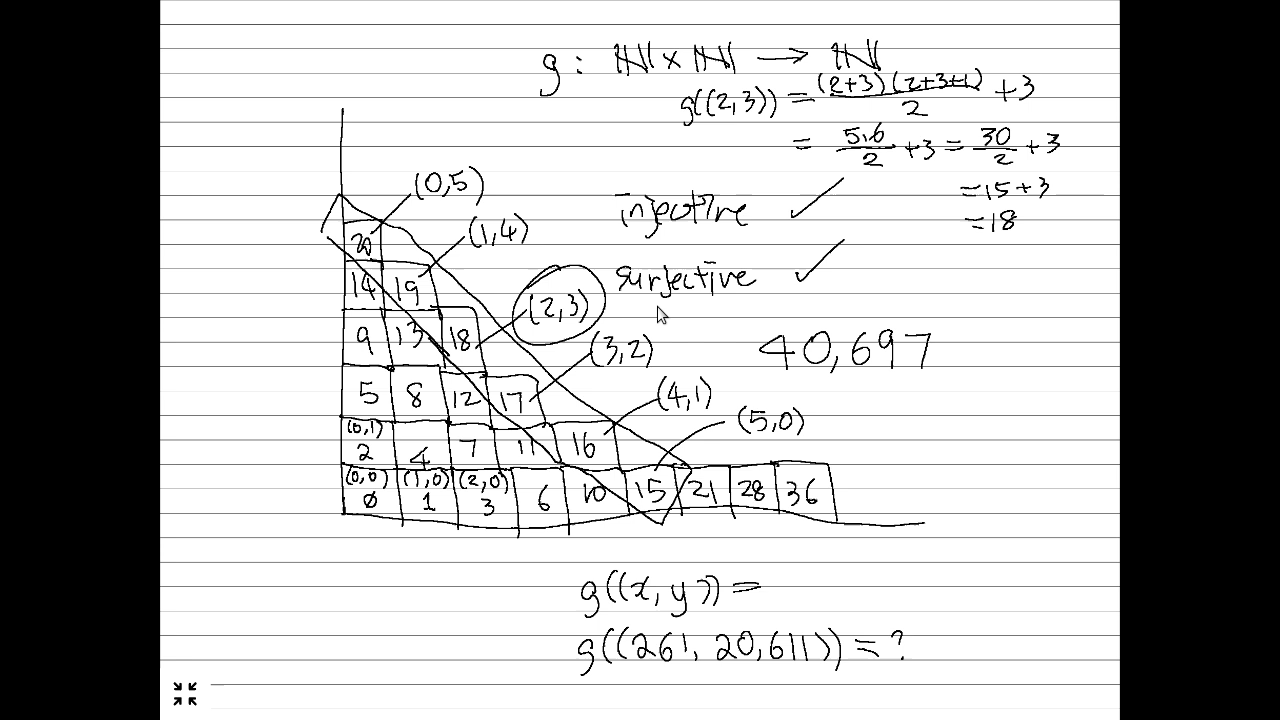 g : ℕ × ℕ → ℕ
g((2,3)) = (2+3)(2+3+1)/2 + 3
= 5.6/2 + 3 = 30/2 + 3
= 15 + 3
= 18
injective ✓
surjective ✓
40,697
(0,5)
(1,4)
(2,3)
(3,2)
(4,1)
(5,0)
20
14 19
9 13 18
5 8 12 17
(0,1)
2 4 7 11 16
(0,0) (1,0) (2,0)
0 1 3 6 10 15 21 28 36
g((x,y)) =
g((261, 20,611)) = ?